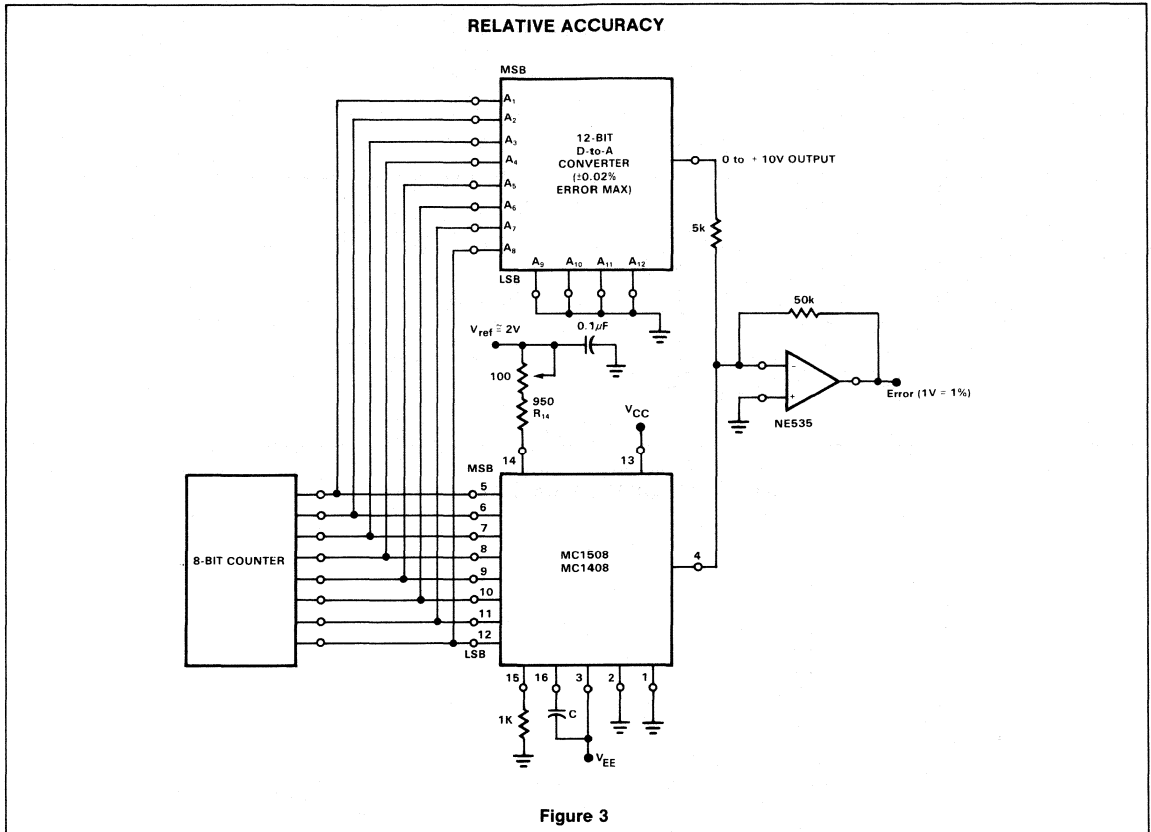 RELATIVE ACCURACY
MSB
A₁
A₂
A₃
A₄
A₅
A₆
A₇
A₈
12-BIT
D-to-A
CONVERTER
(±0.02%
ERROR MAX)
0 to + 10V OUTPUT
A₉ A₁₀ A₁₁ A₁₂
LSB
5k
50k
Vref ≅ 2V
0.1μF
100
950
R₁₄
VCC
14
13
Error (1V = 1%)
-
+
NE535
8-BIT COUNTER
MSB
5
6
7
8
9
10
11
12
LSB
MC1508
MC1408
4
15 16 3 2 1
1K
C
VEE
Figure 3